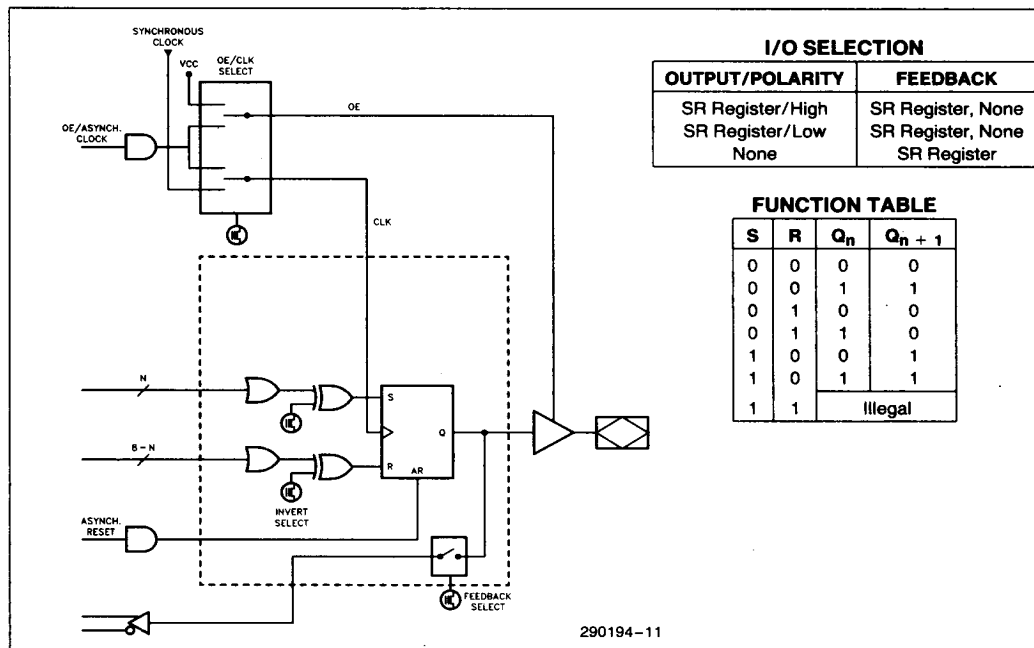 SYNCHRONOUS
CLOCK
VCC
OE/CLK
SELECT
OE
OE/ASYNCH.
CLOCK
CLK
N
8-N
S
Q
R
AR
INVERT
SELECT
ASYNCH.
RESET
FEEDBACK
SELECT
I/O SELECTION
OUTPUT/POLARITY FEEDBACK
SR Register/High SR Register, None
SR Register/Low SR Register, None
None SR Register
FUNCTION TABLE
S R Qn Qn + 1
0 0 0 0
0 0 1 1
0 1 0 0
0 1 1 0
1 0 0 1
1 0 1 1
1 1 Illegal
290194-11